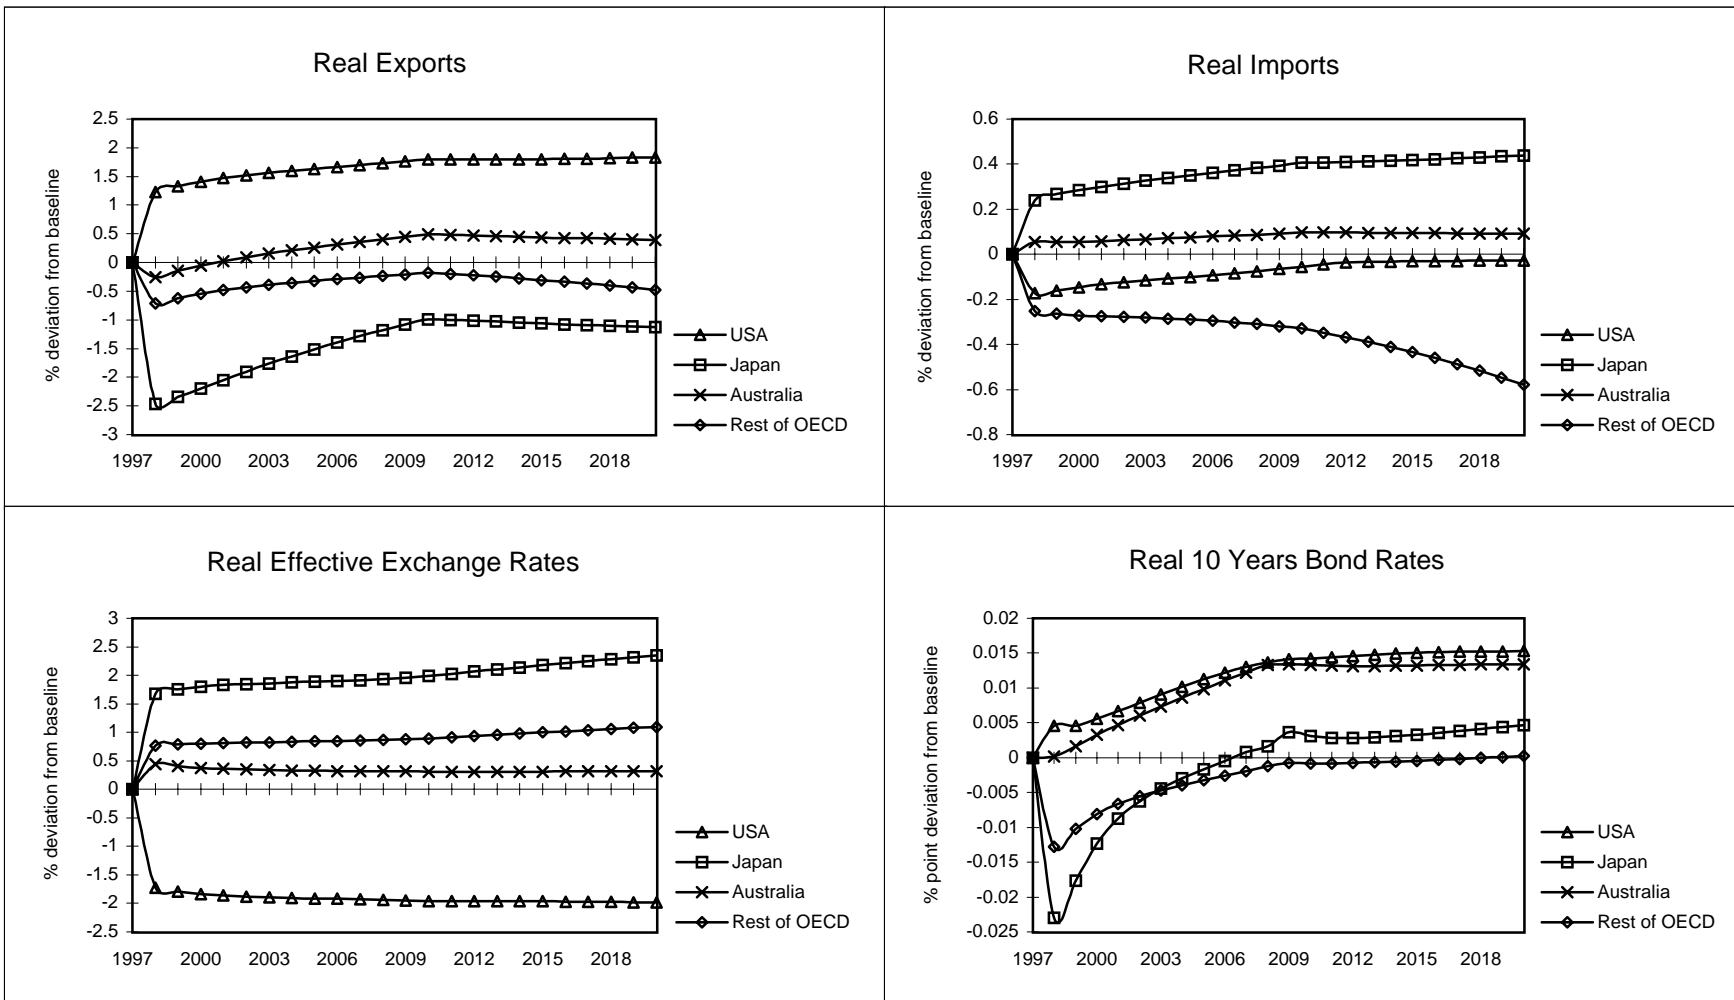 Real Exports
% deviation from baseline
2.5
2
1.5
1
0.5
0
-0.5
-1
-1.5
-2
-2.5
-3
1997 2000 2003 2006 2009 2012 2015 2018
USA
Japan
Australia
Rest of OECD
Real Imports
% deviation from baseline
0.6
0.4
0.2
0
-0.2
-0.4
-0.6
-0.8
1997 2000 2003 2006 2009 2012 2015 2018
USA
Japan
Australia
Rest of OECD
Real Effective Exchange Rates
% deviation from baseline
3
2.5
2
1.5
1
0.5
0
-0.5
-1
-1.5
-2
-2.5
1997 2000 2003 2006 2009 2012 2015 2018
USA
Japan
Australia
Rest of OECD
Real 10 Years Bond Rates
% point deviation from baseline
0.02
0.015
0.01
0.005
0
-0.005
-0.01
-0.015
-0.02
-0.025
1997 2000 2003 2006 2009 2012 2015 2018
USA
Japan
Australia
Rest of OECD